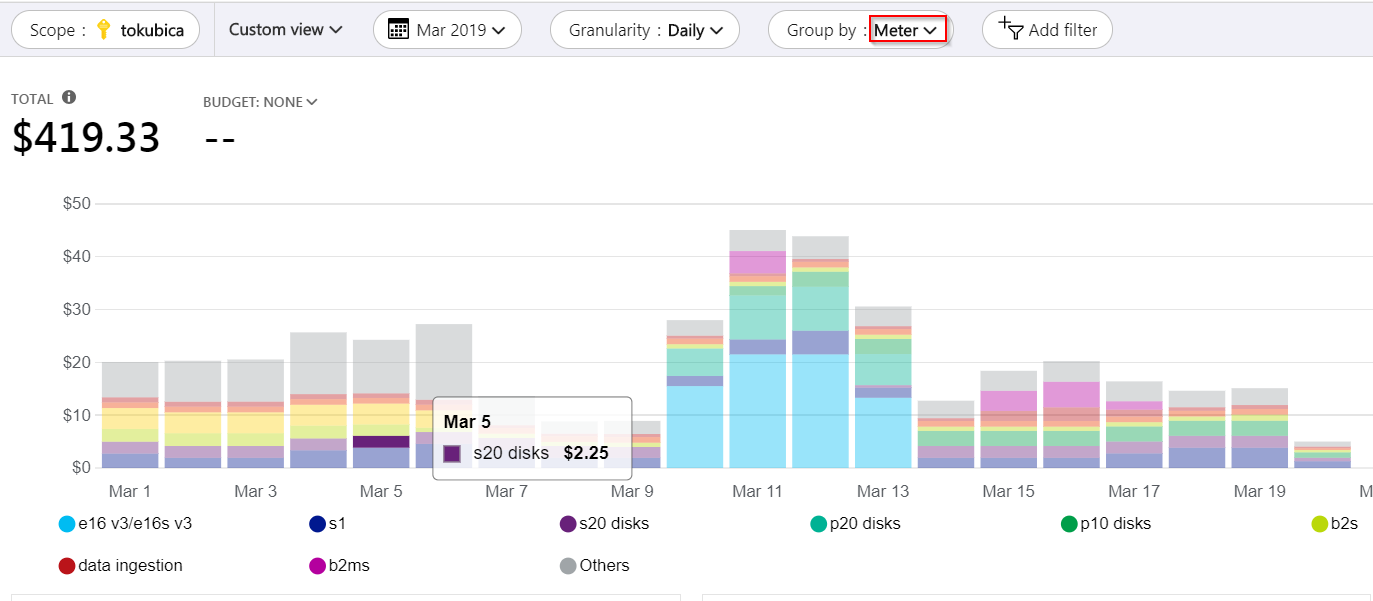 Scope : tokubica Custom view Mar 2019 Granularity : Daily Group by : Meter Add filter
TOTAL BUDGET: NONE
$419.33 --
$50
$40
$30
$20
$10
$0
Mar 5
s20 disks $2.25
Mar 1 Mar 3 Mar 5 Mar 7 Mar 9 Mar 11 Mar 13 Mar 15 Mar 17 Mar 19 M
e16 v3/e16s v3 s1 s20 disks p20 disks p10 disks b2s
data ingestion b2ms Others